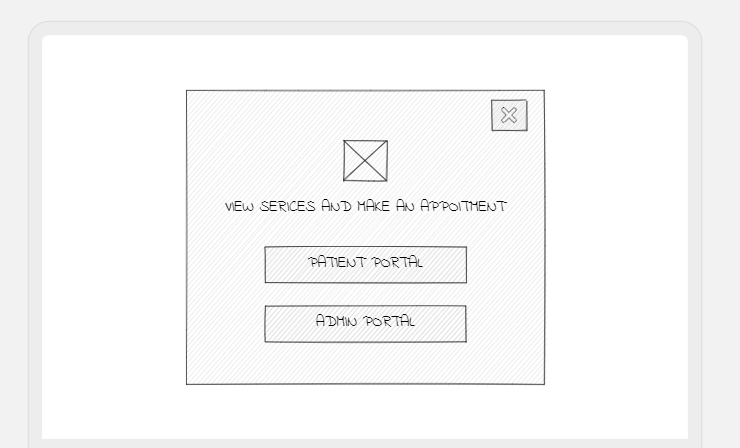 VIEW SERICES AND MAKE AN APPOITMENT
PATIENT PORTAL
ADMIN PORTAL